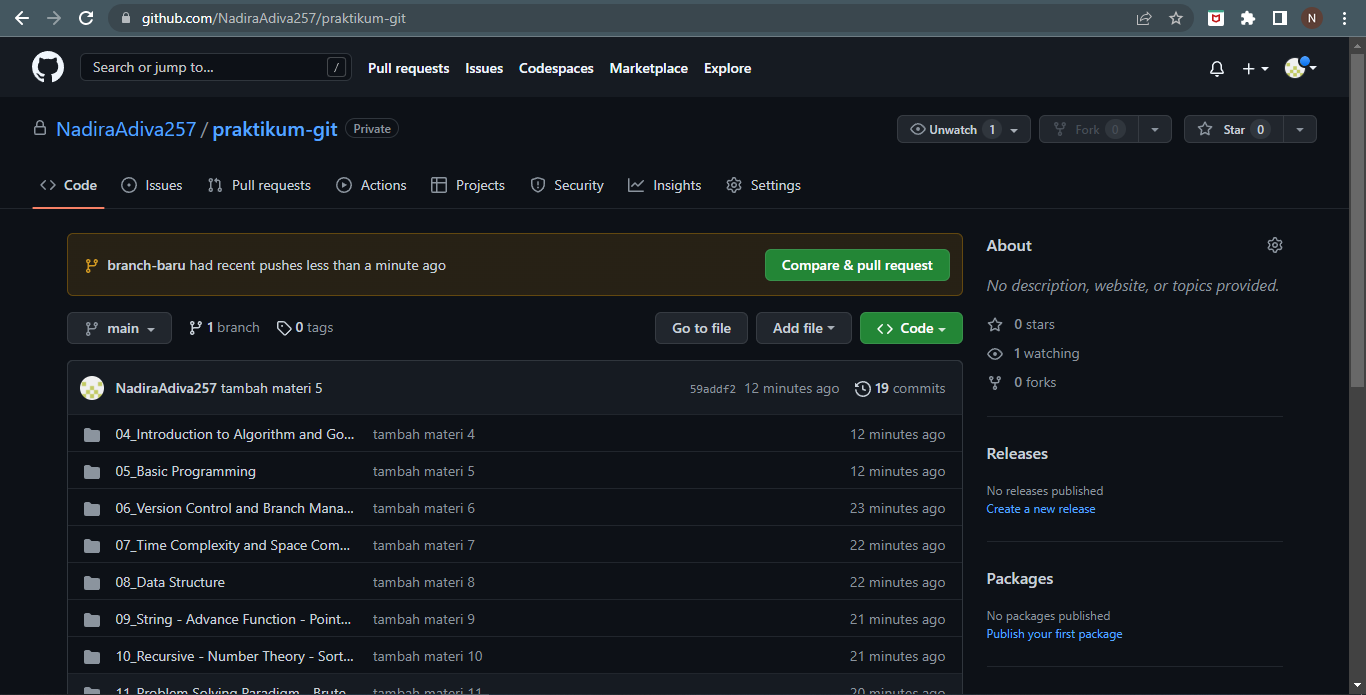 github.com/NadiraAdiva257/praktikum-git
N
Search or jump to... /
Pull requests Issues Codespaces Marketplace Explore
NadiraAdiva257 / praktikum-git Private
Unwatch 1 Fork 0 Star 0
<> Code Issues Pull requests Actions Projects Security Insights Settings
branch-baru had recent pushes less than a minute ago Compare & pull request
main 1 branch 0 tags Go to file Add file <> Code
NadiraAdiva257 tambah materi 5 59addf2 12 minutes ago 19 commits
04_Introduction to Algorithm and Go... tambah materi 4 12 minutes ago
05_Basic Programming tambah materi 5 12 minutes ago
06_Version Control and Branch Mana... tambah materi 6 23 minutes ago
07_Time Complexity and Space Com... tambah materi 7 22 minutes ago
08_Data Structure tambah materi 8 22 minutes ago
09_String - Advance Function - Point... tambah materi 9 21 minutes ago
10_Recursive - Number Theory - Sort... tambah materi 10 21 minutes ago
11_Problem Solving Paradigm - Brute... tambah materi 11 20 minutes ago
About
No description, website, or topics provided.
0 stars
1 watching
0 forks
Releases
No releases published
Create a new release
Packages
No packages published
Publish your first package